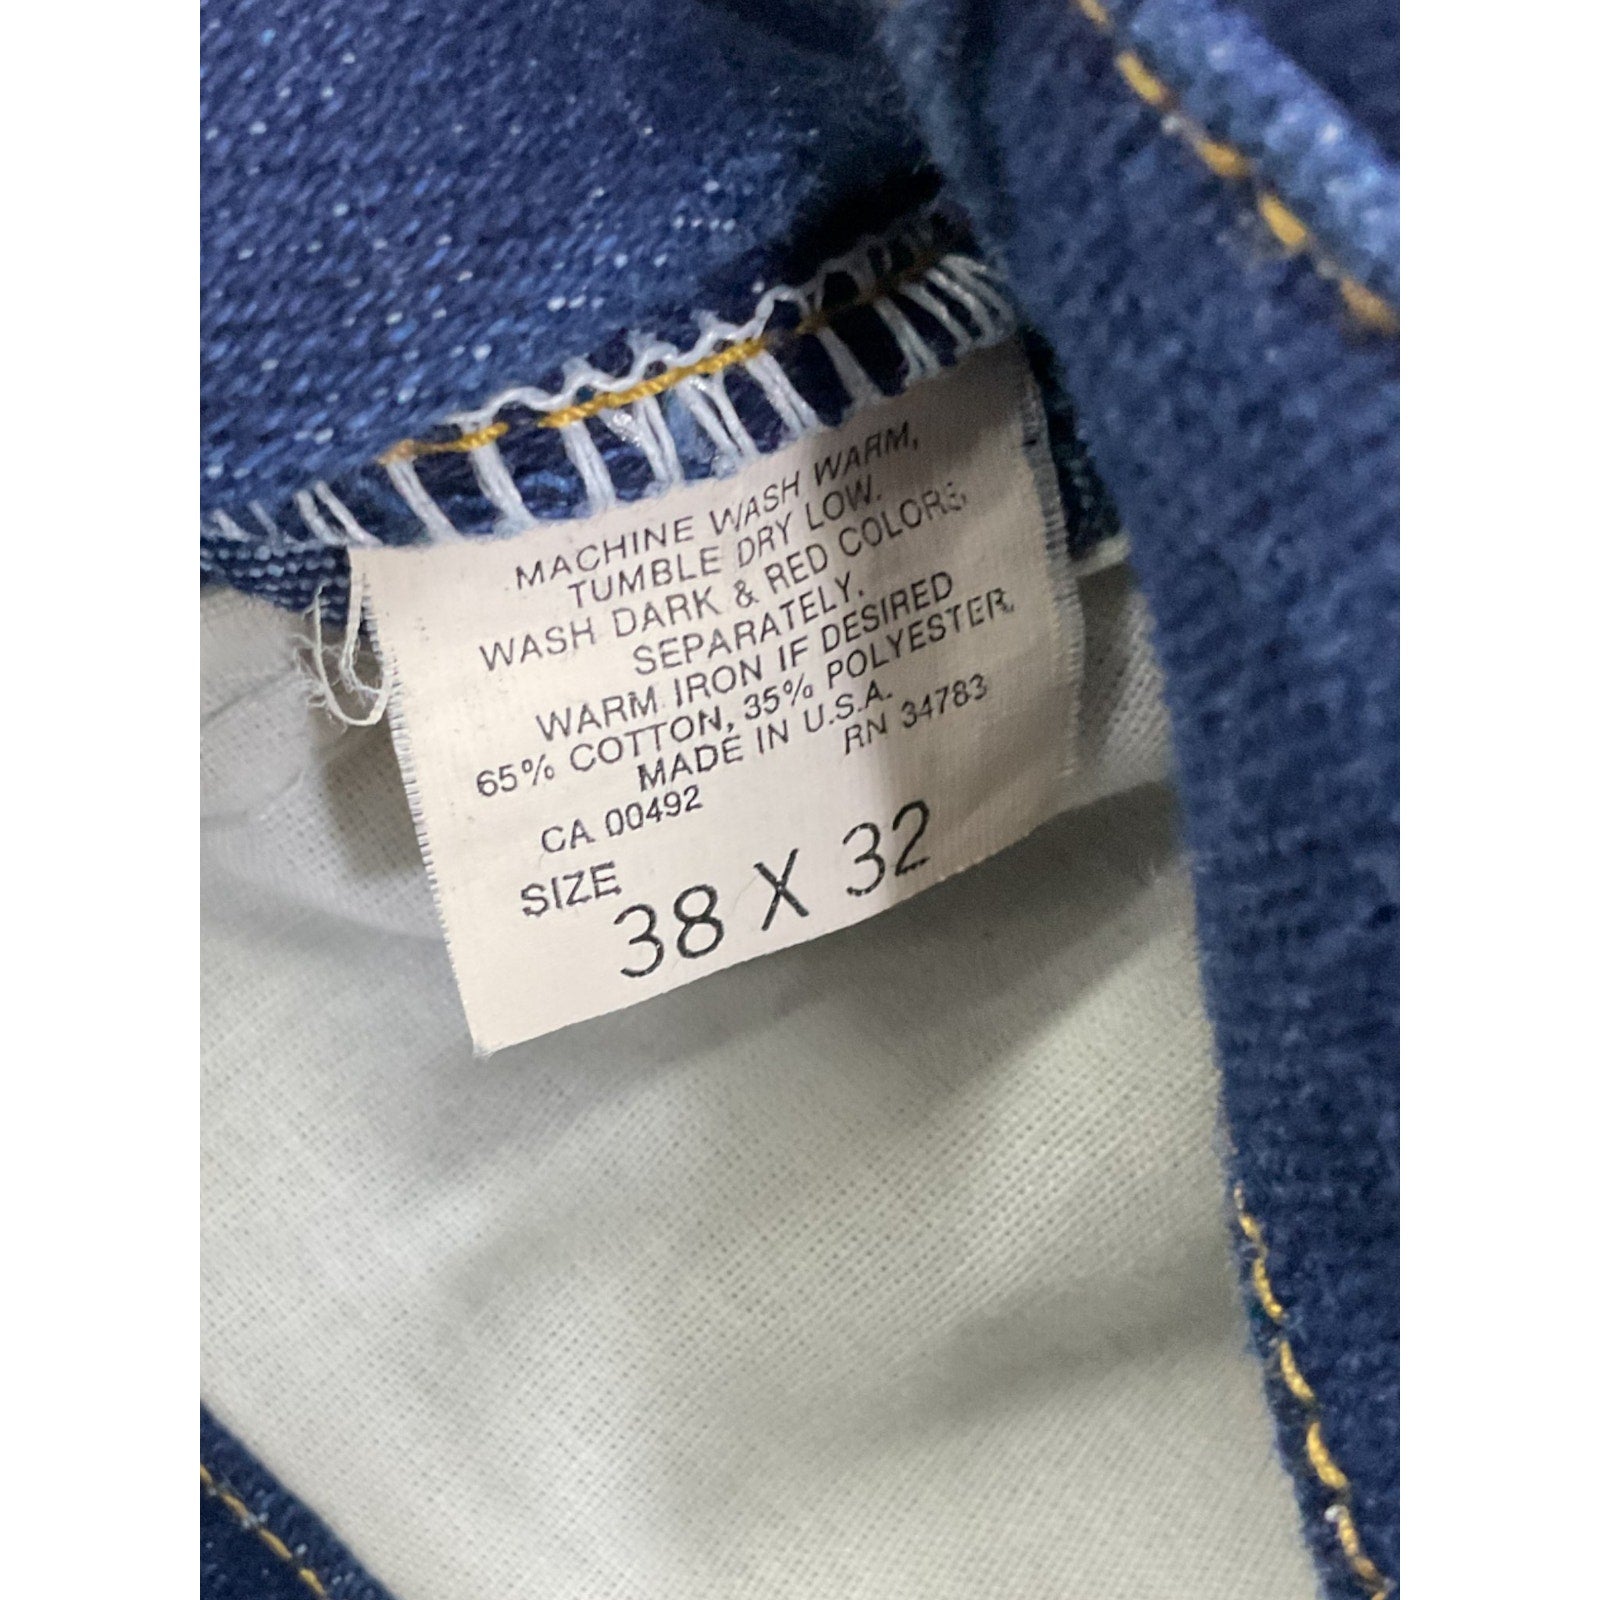 MACHINE WASH WARM,
TUMBLE DRY LOW.
WASH DARK & RED COLORS,
SEPARATELY.
WARM IRON IF DESIRED
65% COTTON, 35% POLYESTER.
MADE IN U.S.A.
CA 00492 RN 34783
SIZE
38 X 32